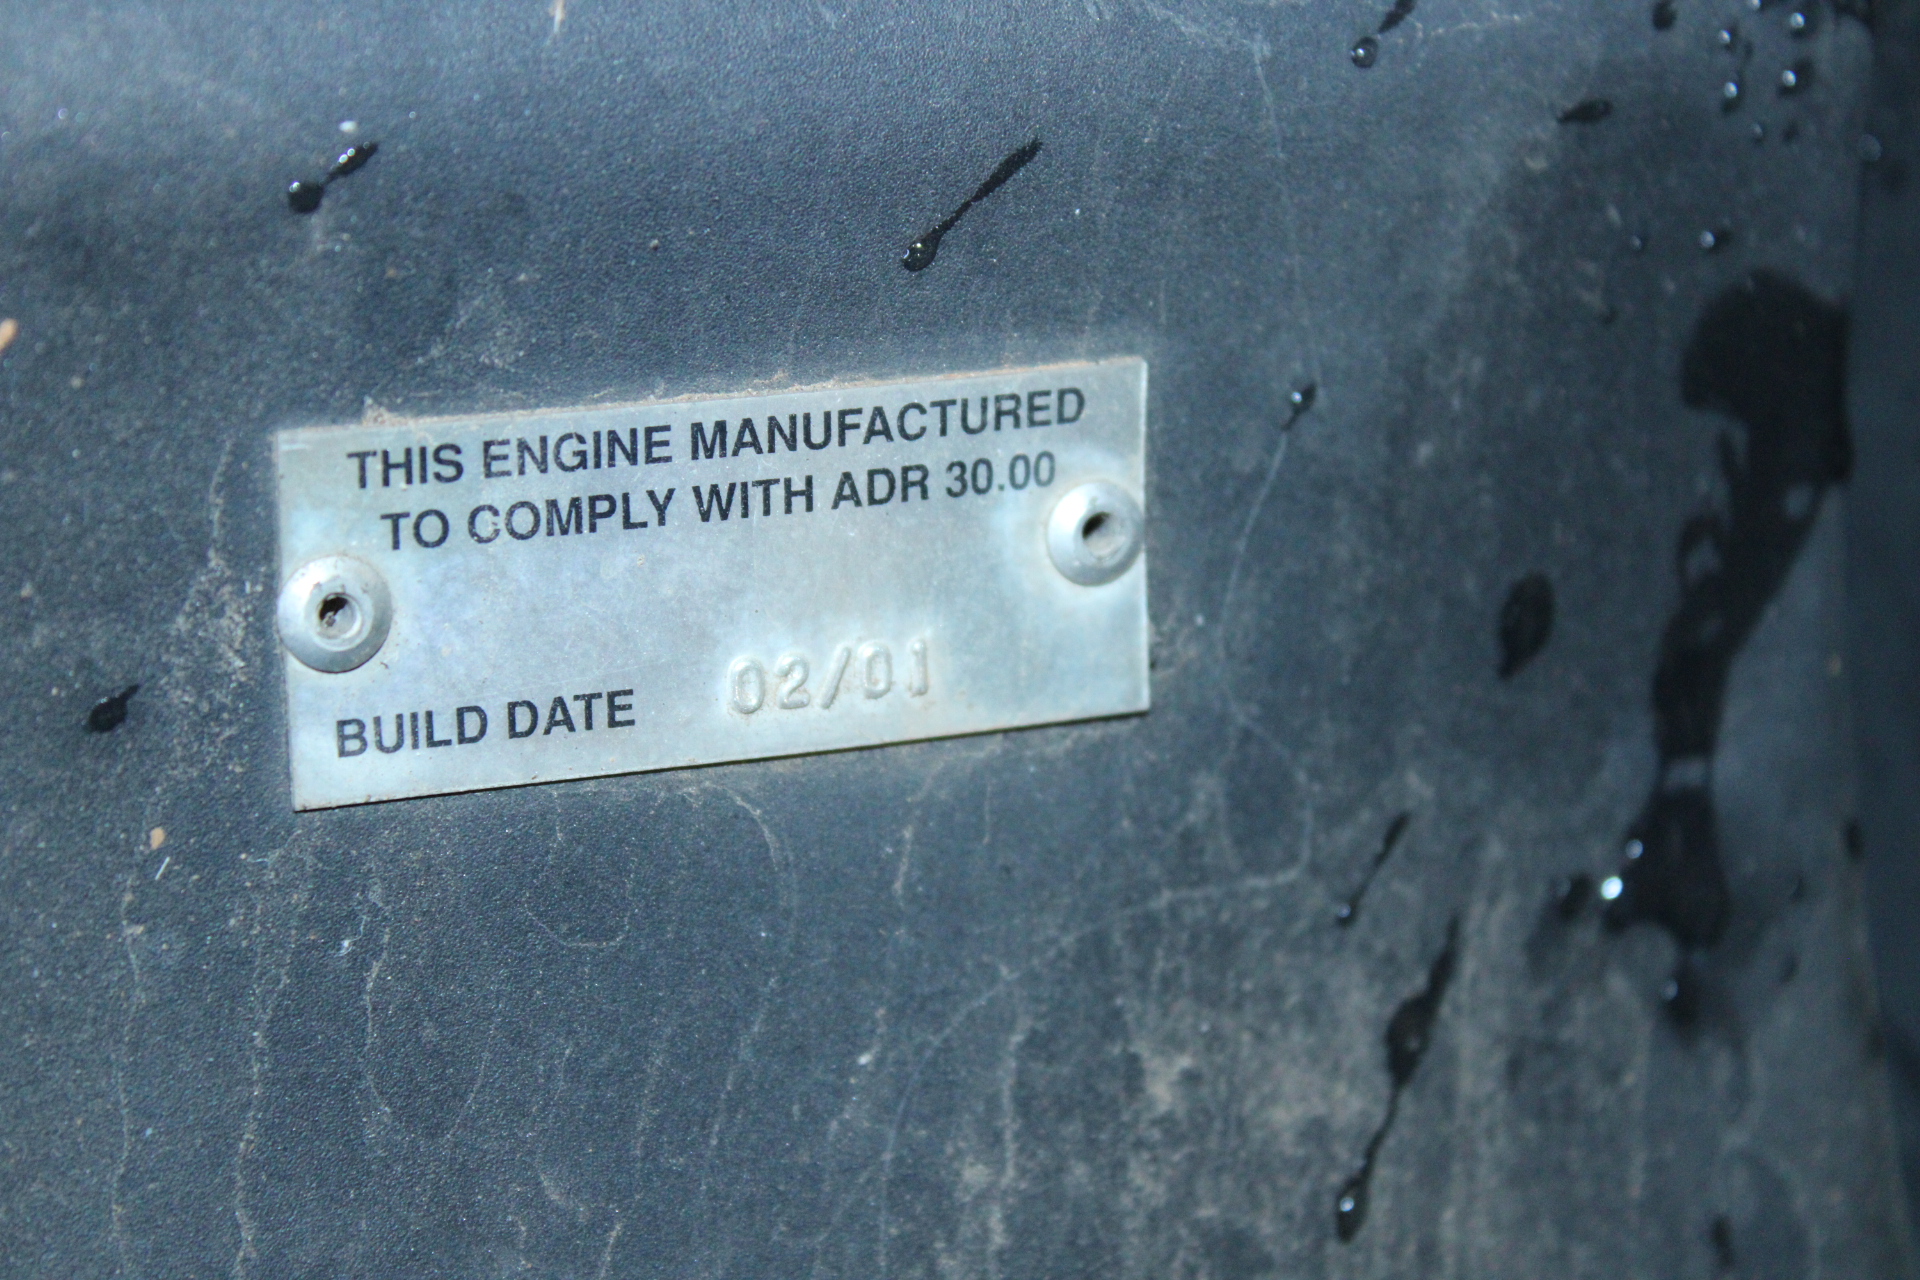 THIS ENGINE MANUFACTURED
TO COMPLY WITH ADR 30.00
BUILD DATE 02/01